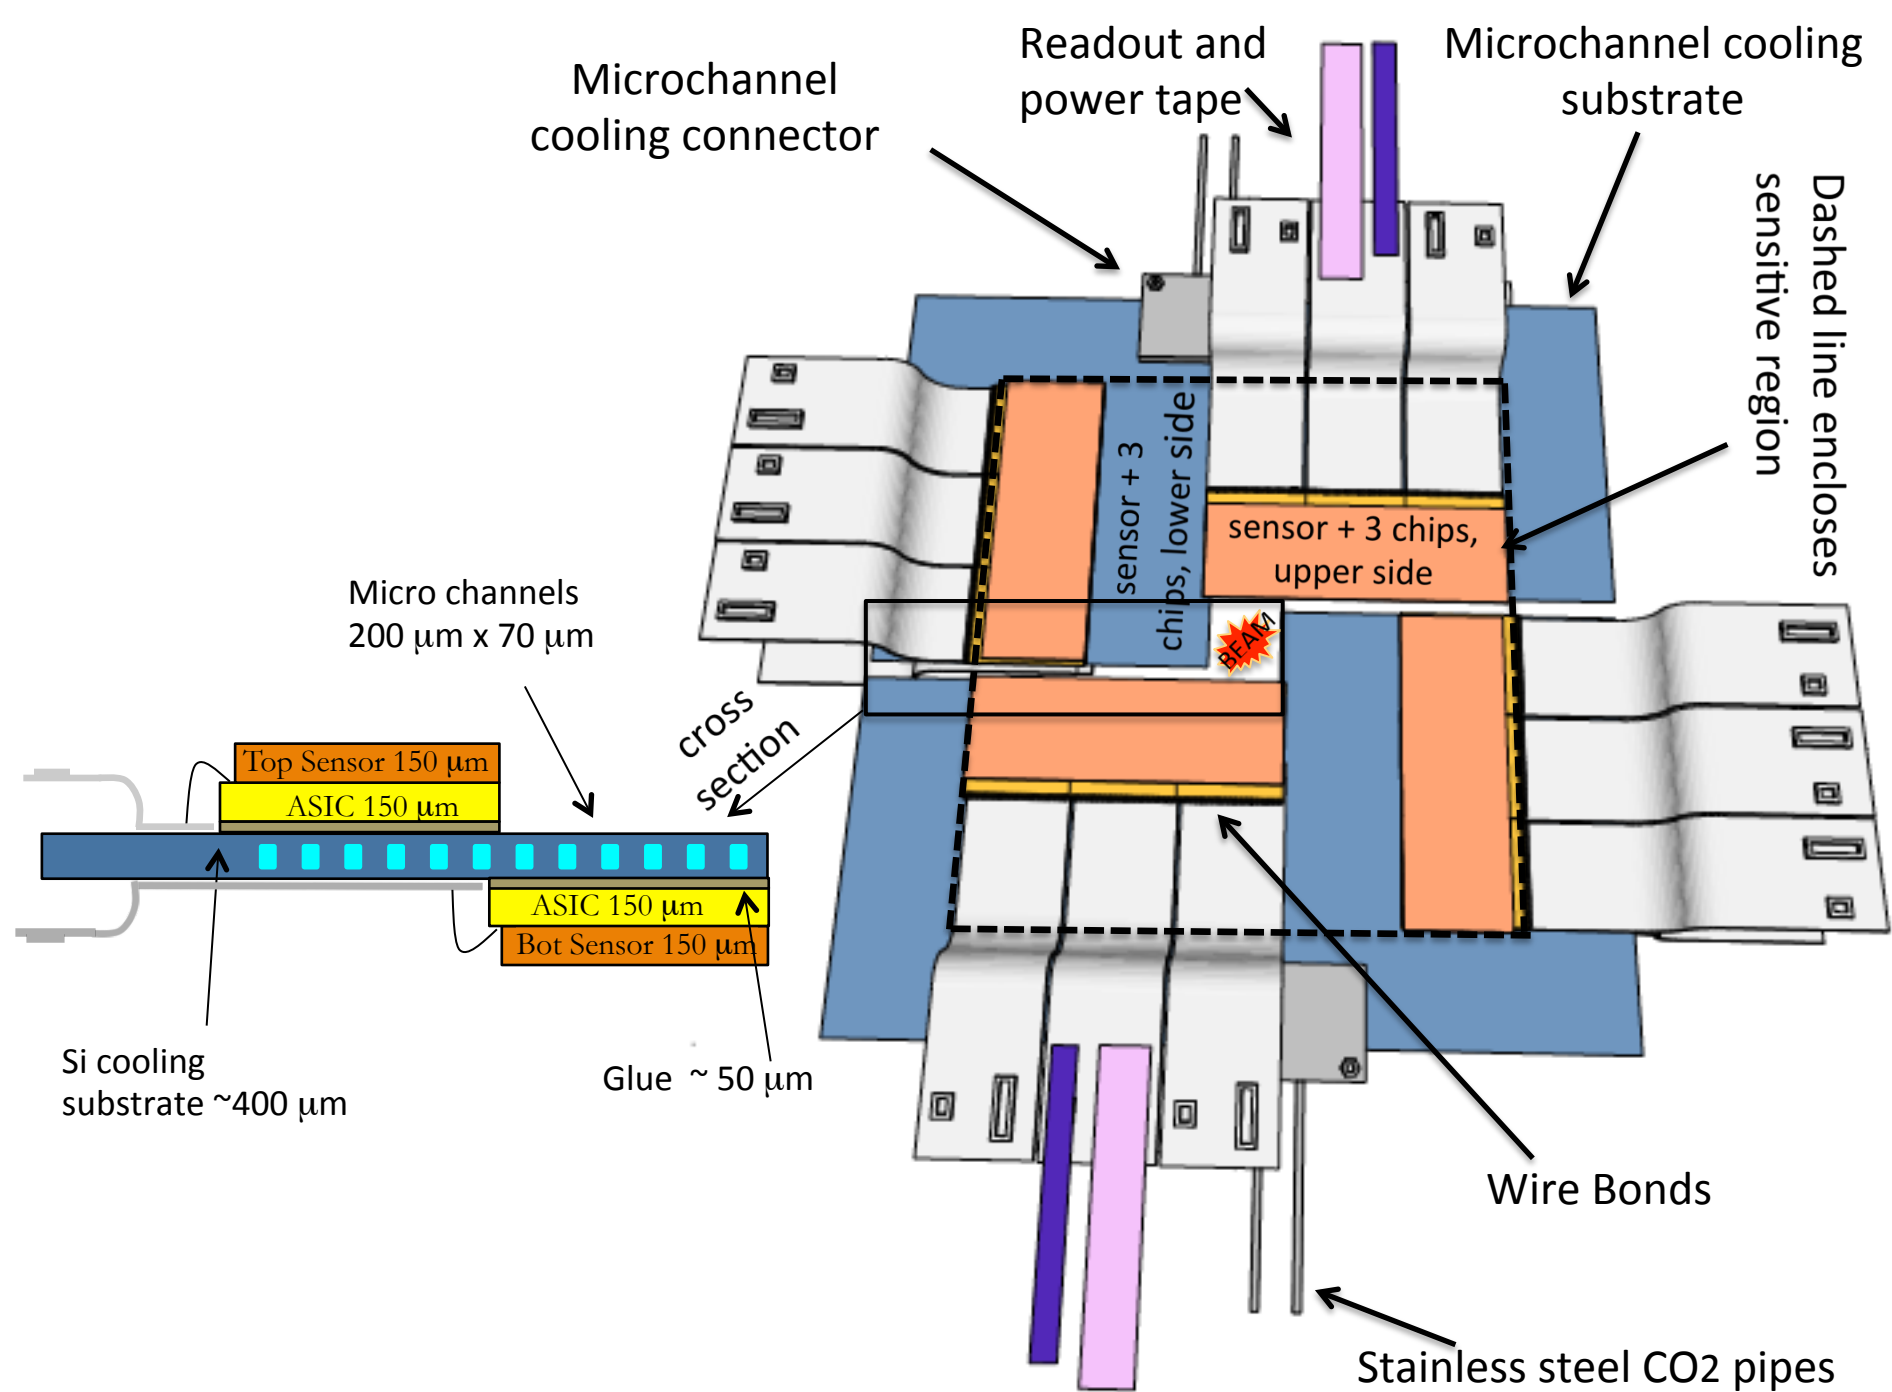 Microchannel
cooling connector
Readout and
power tape
Microchannel cooling
substrate
Dashed line encloses
sensitive region
sensor + 3
chips, lower side
sensor + 3 chips,
upper side
BEAM
Micro channels
200 μm x 70 μm
cross
section
Top Sensor 150 μm
ASIC 150 μm
ASIC 150 μm
Bot Sensor 150 μm
Si cooling
substrate ~400 μm
Glue ~ 50 μm
Wire Bonds
Stainless steel CO2 pipes